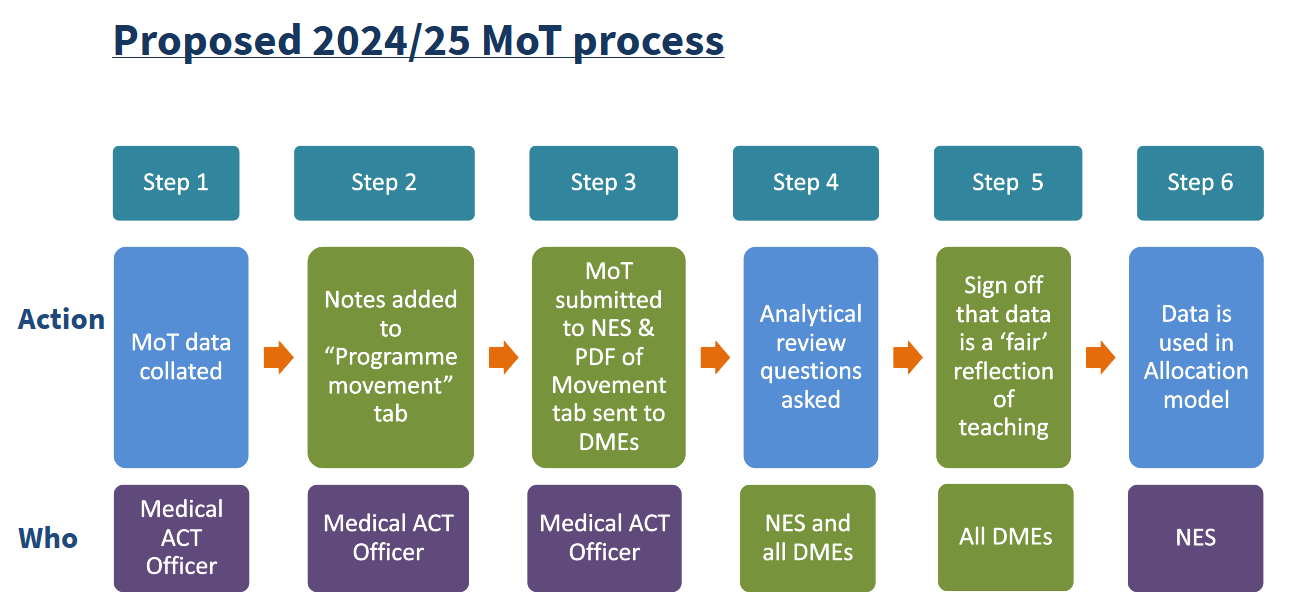 Proposed 2024/25 MoT process
Step 1
Step 2
Step 3
Step 4
Step  5
Step 6
Action
MoT data
collated
Notes added
to
“Programme
movement”
tab
MoT
submitted
to NES &
PDF of
Movement
tab sent to
DMEs
Analytical
review
questions
asked
Sign off
that data
is a ‘fair’
reflection
of
teaching
Data is
used in
Allocation
model
Who
Medical
ACT
Officer
Medical ACT
Officer
Medical ACT
Officer
NES and
all DMEs
All DMEs
NES